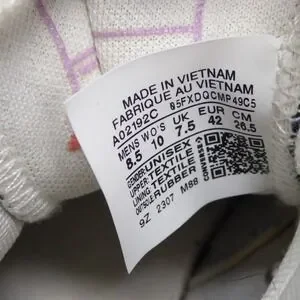 MADE IN VIETNAM
FABRIQUE AU VIETNAM
A02192C 05FXDQCMP49C5
MENS WO'S UK EUR CM
8.5 10 7.5 42 26.5
GENDER: UNISEX
UPPER: TEXTILE
LINING: TEXTILE
OUTSOLE: RUBBER
9Z 2307 M88